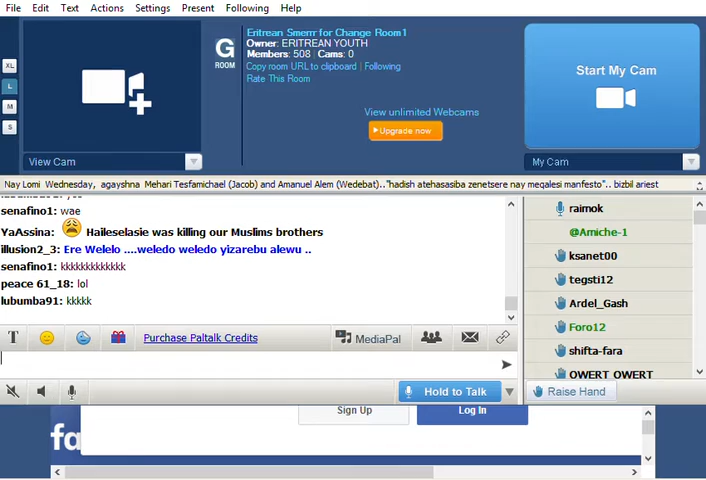 File Edit Text Actions Settings Present Following Help
XL
L
M
S
View Cam
G
ROOM
Eritrean Smerrr for Change Room1
Owner: ERITREAN YOUTH
Members: 508 Cams: 0
Copy room URL to clipboard | Following
Rate This Room
View unlimited Webcams
Upgrade now
Start My Cam
My Cam
Nay Lomi Wednesday, agayshna Mehari Tesfamichael (Jacob) and Amanuel Alem (Wedebat).."hadish atehasasiba zenetsere nay meqalesi manfesto".. bizbil ariest
senafino1: wae
YaAssina: Haileselasie was killing our Muslims brothers
illusion2_3: Ere Welelo ....weledo weledo yizarebu alewu ..
senafino1: kkkkkkkkkkkkk
peace 61_18: lol
lubumba91: kkkkk
T
Purchase Paltalk Credits
MediaPal
Hold to Talk
raimok
@Amiche-1
ksanet00
tegsti12
Ardel_Gash
Foro12
shifta-fara
QWERT_QWERT
Raise Hand
Sign Up
Log In